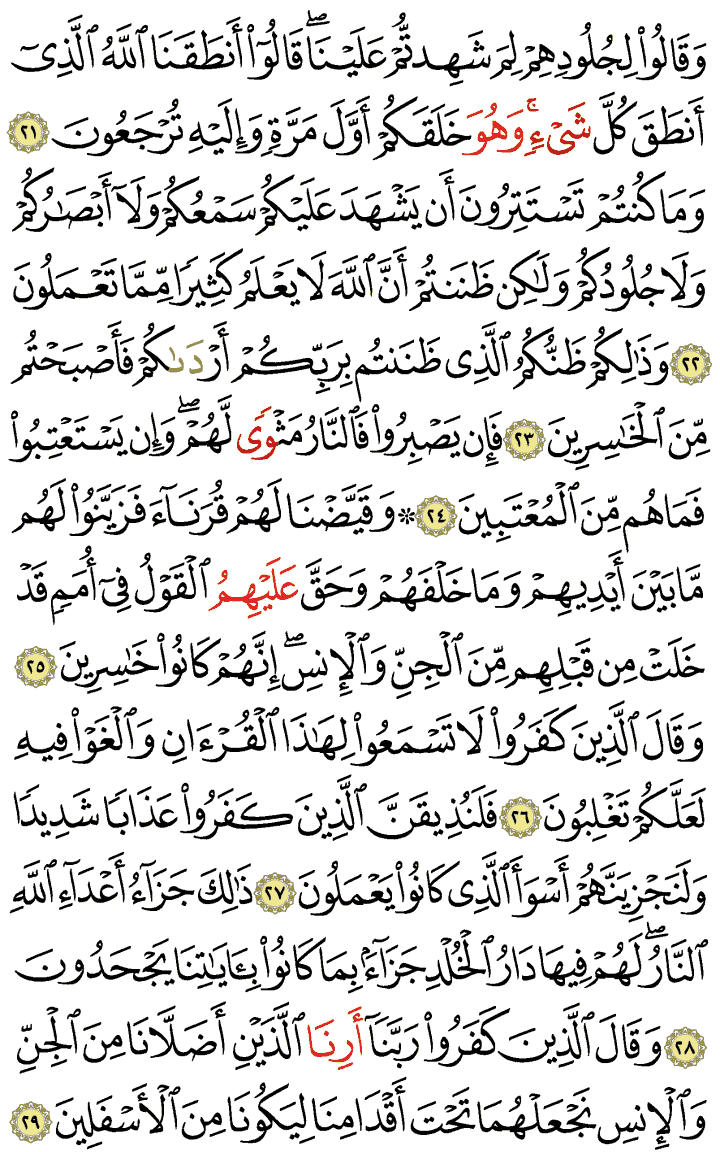 وَقَالُواْ لِجُلُودِهِمْ لِمَ شَهِدتُّمْ عَلَيْنَاۖ قَالُوٓاْ أَنطَقَنَا ٱللَّهُ ٱلَّذِىٓ
أَنطَقَ كُلَّ شَىْءٍۚ وَهُوَ خَلَقَكُمْ أَوَّلَ مَرَّةٍ وَإِلَيْهِ تُرْجَعُونَ ٢١
وَمَا كُنتُمْ تَسْتَتِرُونَ أَن يَشْهَدَ عَلَيْكُمْ سَمْعُكُمْ وَلَآ أَبْصَٰرُكُمْ
وَلَا جُلُودُكُمْ وَلَٰكِن ظَنَنتُمْ أَنَّ ٱللَّهَ لَا يَعْلَمُ كَثِيرًا مِّمَّا تَعْمَلُونَ
٢٢ وَذَٰلِكُمْ ظَنُّكُمُ ٱلَّذِى ظَنَنتُم بِرَبِّكُمْ أَرْدَىٰكُمْ فَأَصْبَحْتُم
مِّنَ ٱلْخَٰسِرِينَ ٢٣ فَإِن يَصْبِرُواْ فَٱلنَّارُ مَثْوًى لَّهُمْۖ وَإِن يَسْتَعْتِبُواْ
فَمَا هُم مِّنَ ٱلْمُعْتَبِينَ ٢٤ ۞ وَقَيَّضْنَا لَهُمْ قُرَنَآءَ فَزَيَّنُواْ لَهُم
مَّا بَيْنَ أَيْدِيهِمْ وَمَا خَلْفَهُمْ وَحَقَّ عَلَيْهِمُ ٱلْقَوْلُ فِىٓ أُمَمٍ قَدْ
خَلَتْ مِن قَبْلِهِم مِّنَ ٱلْجِنِّ وَٱلْإِنسِۖ إِنَّهُمْ كَانُواْ خَٰسِرِينَ ٢٥
وَقَالَ ٱلَّذِينَ كَفَرُواْ لَا تَسْمَعُواْ لِهَٰذَا ٱلْقُرْءَانِ وَٱلْغَوْاْ فِيهِ
لَعَلَّكُمْ تَغْلِبُونَ ٢٦ فَلَنُذِيقَنَّ ٱلَّذِينَ كَفَرُواْ عَذَابًا شَدِيدًا
وَلَنَجْزِيَنَّهُمْ أَسْوَأَ ٱلَّذِى كَانُواْ يَعْمَلُونَ ٢٧ ذَٰلِكَ جَزَآءُ أَعْدَآءِ ٱللَّهِ
ٱلنَّارُۖ لَهُمْ فِيهَا دَارُ ٱلْخُلْدِ جَزَآءًۢ بِمَا كَانُواْ بِـَٔايَٰتِنَا يَجْحَدُونَ
٢٨ وَقَالَ ٱلَّذِينَ كَفَرُواْ رَبَّنَآ أَرِنَا ٱلَّذَيْنِ أَضَلَّانَا مِنَ ٱلْجِنِّ
وَٱلْإِنسِ نَجْعَلْهُمَا تَحْتَ أَقْدَامِنَا لِيَكُونَا مِنَ ٱلْأَسْفَلِينَ ٢٩